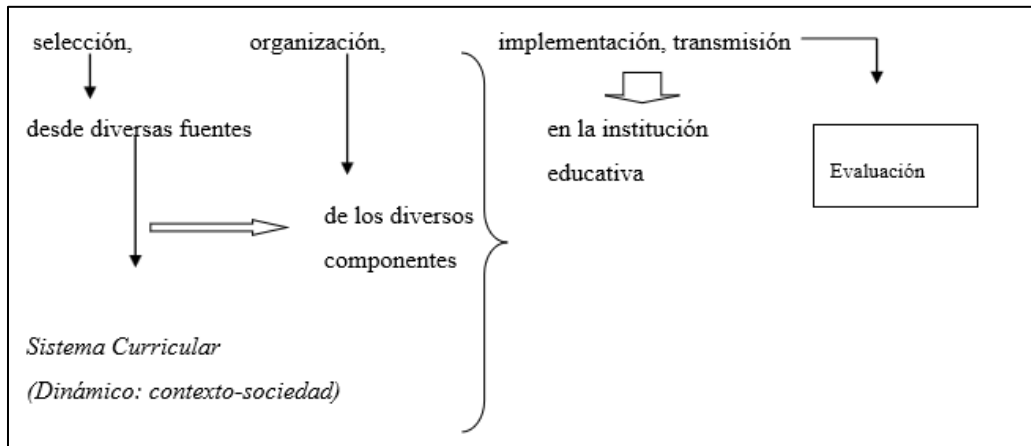 selección,
organización,
implementación, transmisión
desde diversas fuentes
en la institución
educativa
Evaluación
de los diversos
componentes
Sistema Curricular
(Dinámico: contexto-sociedad)